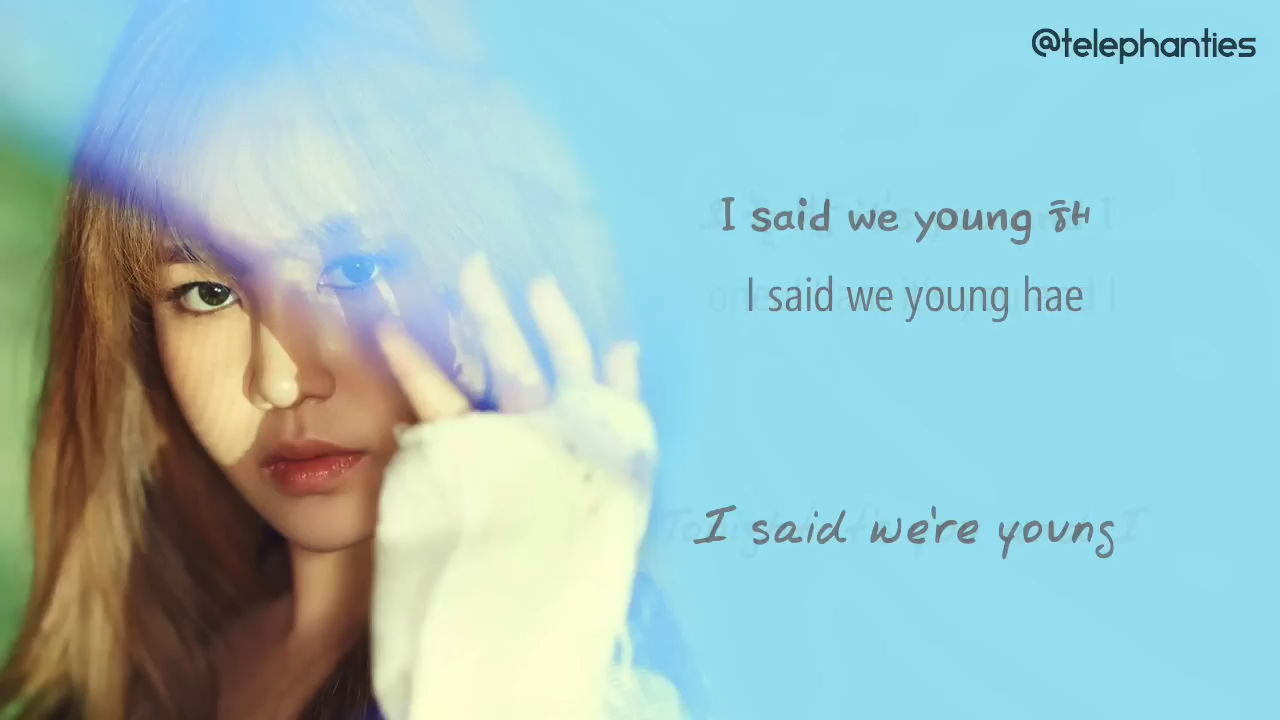 @telephanties
I said we young 해
I said we young hae
I said we're young